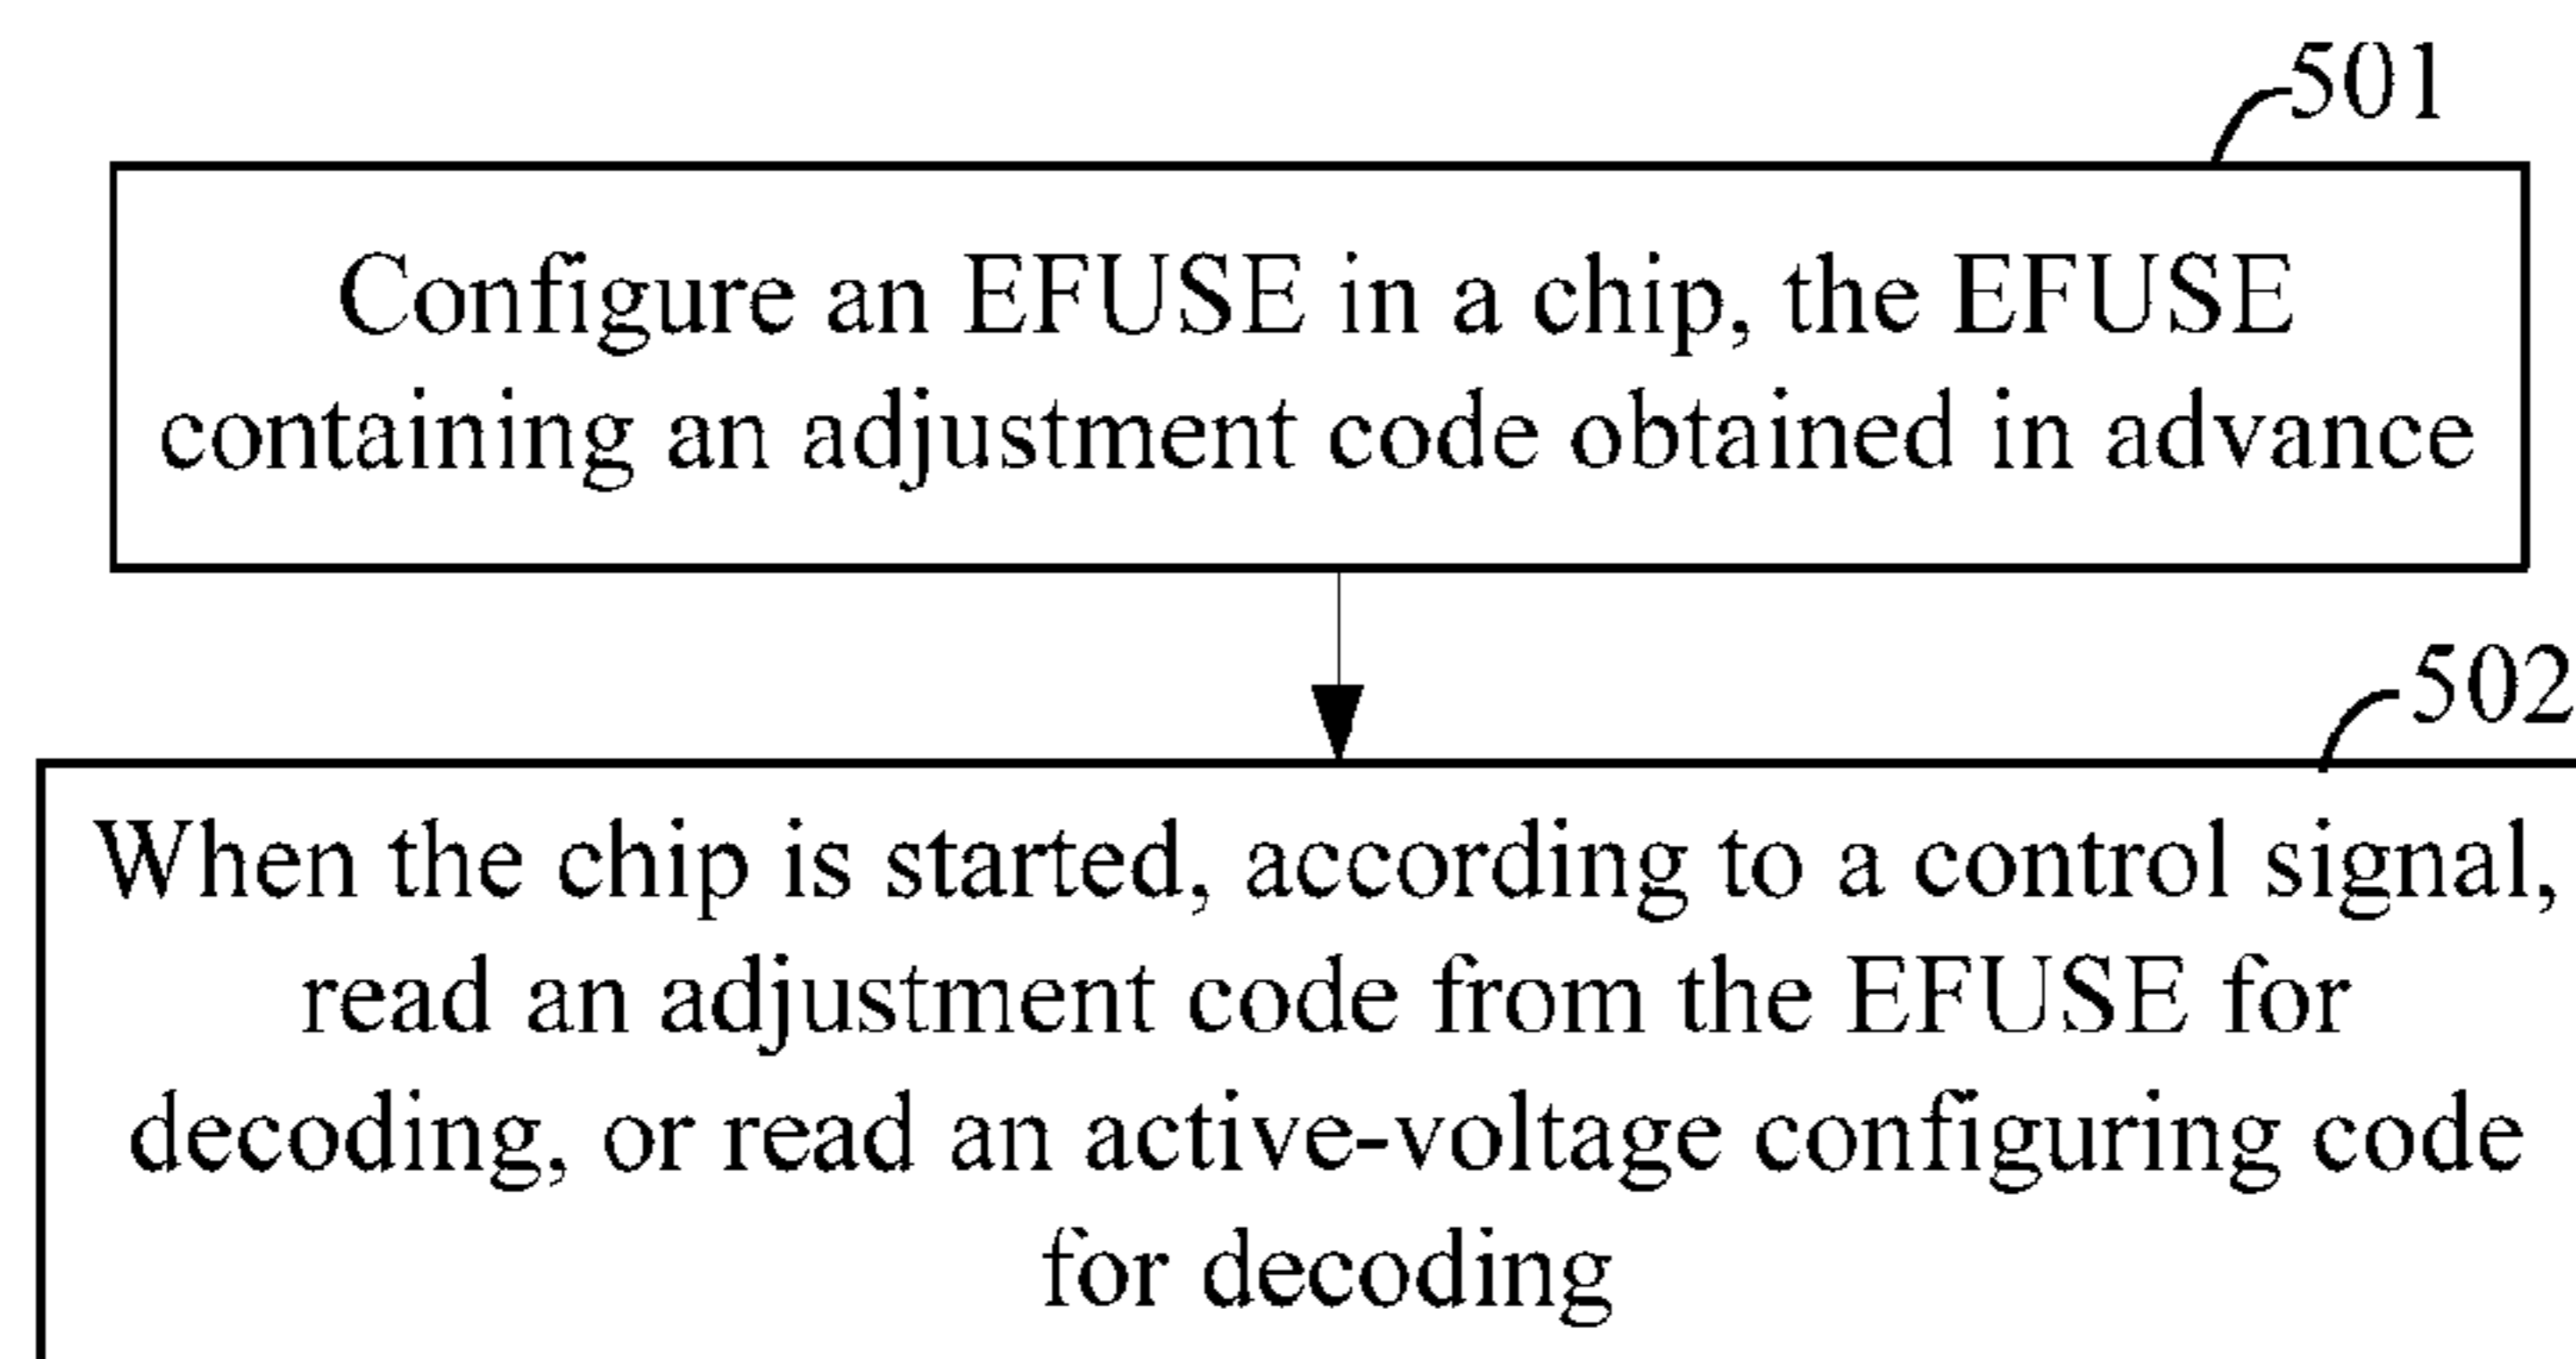 501
Configure an EFUSE in a chip, the EFUSE
containing an adjustment code obtained in advance
502
When the chip is started, according to a control signal,
read an adjustment code from the EFUSE for
decoding, or read an active-voltage configuring code
for decoding